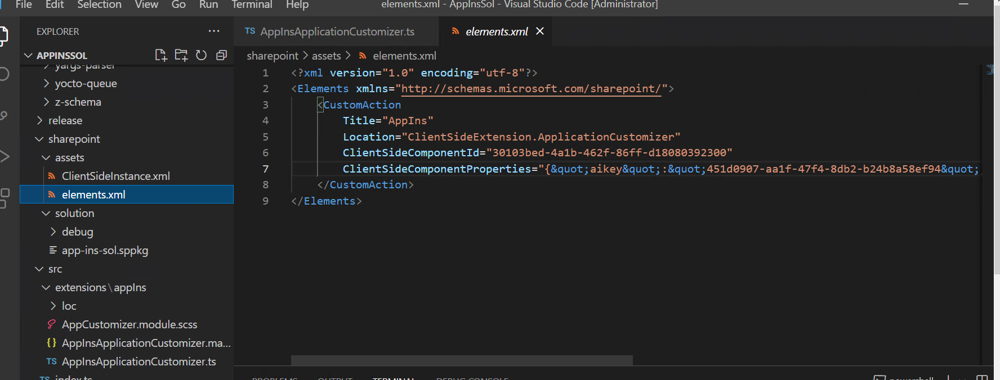 File Edit Selection View Go Run Terminal Help elements.xml - AppInsSol - Visual Studio Code [Administrator]
EXPLORER ···
APPINSSOL
yargs-parser
yocto-queue
z-schema
release
sharepoint
assets
ClientSideInstance.xml
elements.xml
solution
debug
app-ins-sol.sppkg
src
extensions\appIns
loc
AppCustomizer.module.scss
{} AppInsApplicationCustomizer.ma...
TS AppInsApplicationCustomizer.ts
TS index.ts
TS AppInsApplicationCustomizer.ts elements.xml
sharepoint > assets > elements.xml
1 <?xml version="1.0" encoding="utf-8"?>
2 <Elements xmlns="http://schemas.microsoft.com/sharepoint/">
3 <CustomAction
4 Title="AppIns"
5 Location="ClientSideExtension.ApplicationCustomizer"
6 ClientSideComponentId="30103bed-4a1b-462f-86ff-d18080392300"
7 ClientSideComponentProperties="{&quot;aikey&quot;:&quot;451d0907-aa1f-47f4-8db2-b24b8a58ef94&quot;
8 </CustomAction>
9 </Elements>
PROBLEMS OUTPUT TERMINAL DEBUG CONSOLE powershell